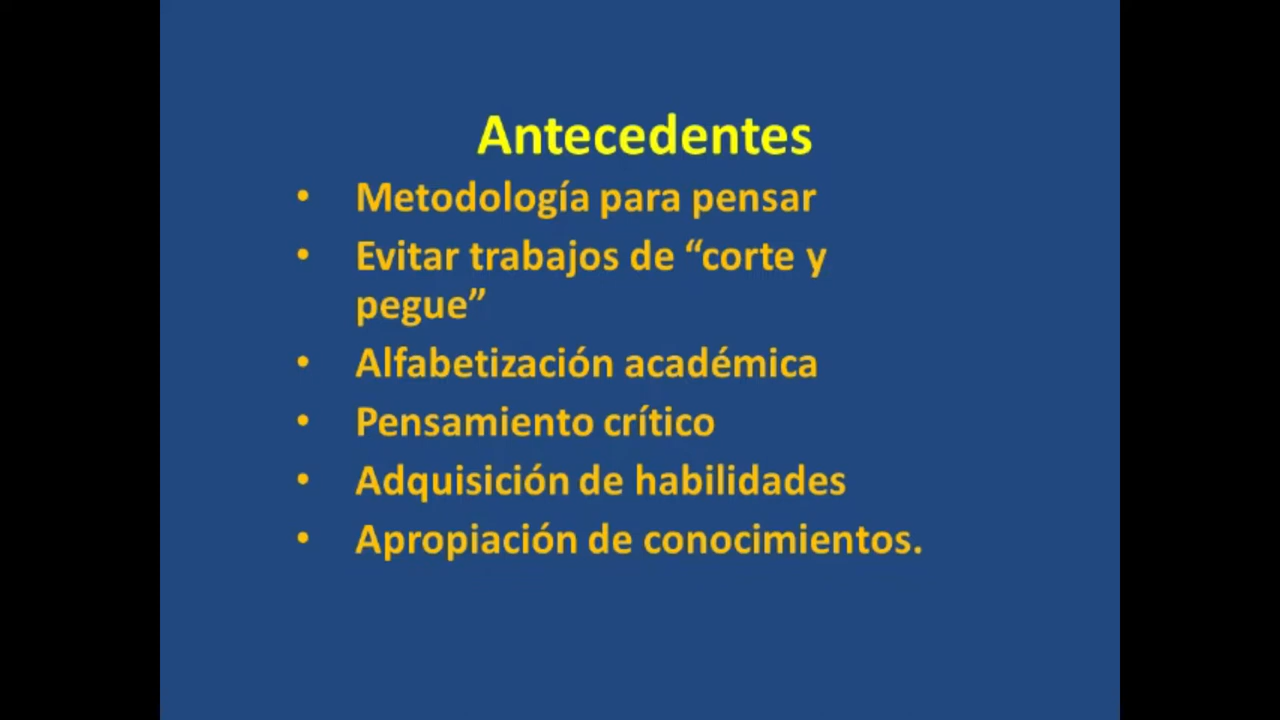 Antecedentes
• Metodología para pensar
• Evitar trabajos de “corte y
pegue”
• Alfabetización académica
• Pensamiento crítico
• Adquisición de habilidades
• Apropiación de conocimientos.